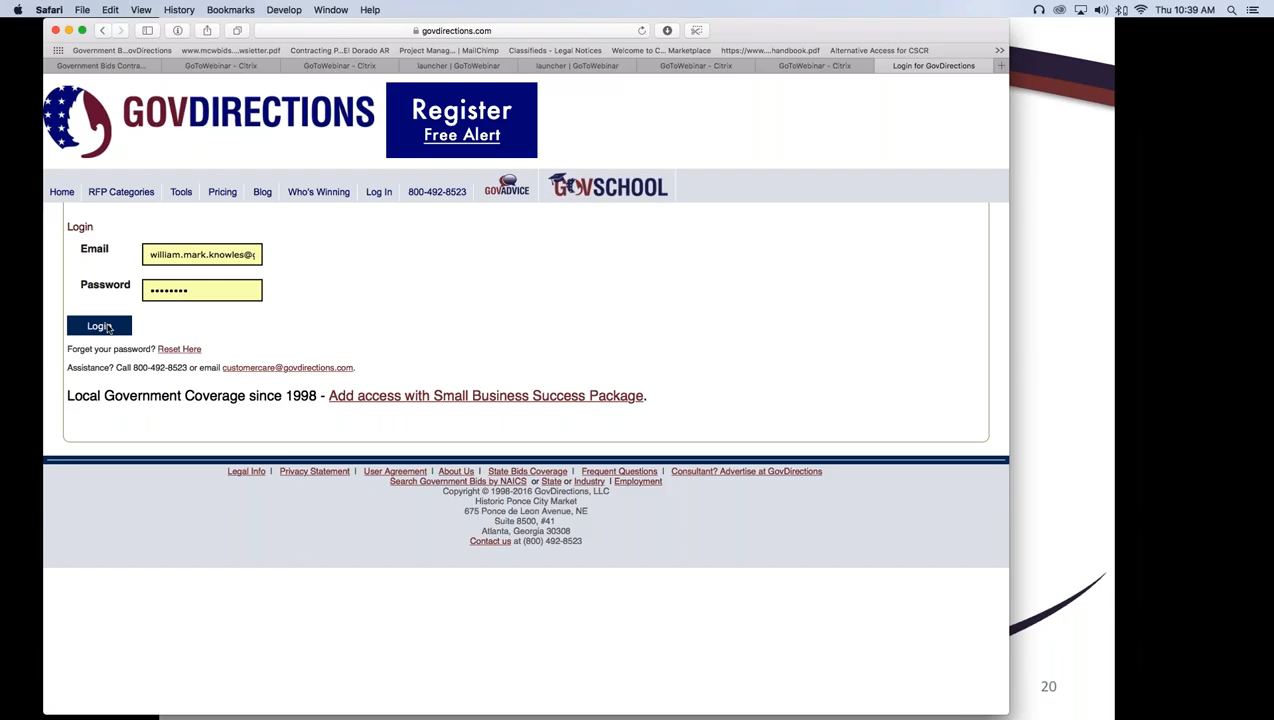 Safari File Edit View History Bookmarks Develop Window Help Thu 10:39 AM
govdirections.com
Government B...ovDirections www.mcwbids....wsletter.pdf Contracting P...El Dorado AR Project Manag... | MailChimp Classifieds - Legal Notices Welcome to C... Marketplace https://www....handbook.pdf Alternative Access for CSCR >>
Government Bids Contra... GoToWebinar - Citrix GoToWebinar - Citrix launcher | GoToWebinar launcher | GoToWebinar GoToWebinar - Citrix GoToWebinar - Citrix Login for GovDirections +
GOVDIRECTIONS
Register
Free Alert
Home RFP Categories Tools Pricing Blog Who's Winning Log In 800-492-8523 GOVADVICE GOVSCHOOL
Login
Email william.mark.knowles@g
Password ••••••••
Login
Forget your password? Reset Here
Assistance? Call 800-492-8523 or email customercare@govdirections.com.
Local Government Coverage since 1998 - Add access with Small Business Success Package.
Legal Info | Privacy Statement | User Agreement | About Us | State Bids Coverage | Frequent Questions | Consultant? Advertise at GovDirections
Search Government Bids by NAICS or State or Industry | Employment
Copyright © 1998-2016 GovDirections, LLC
Historic Ponce City Market
675 Ponce de Leon Avenue, NE
Suite 8500, #41
Atlanta, Georgia 30308
Contact us at (800) 492-8523
20